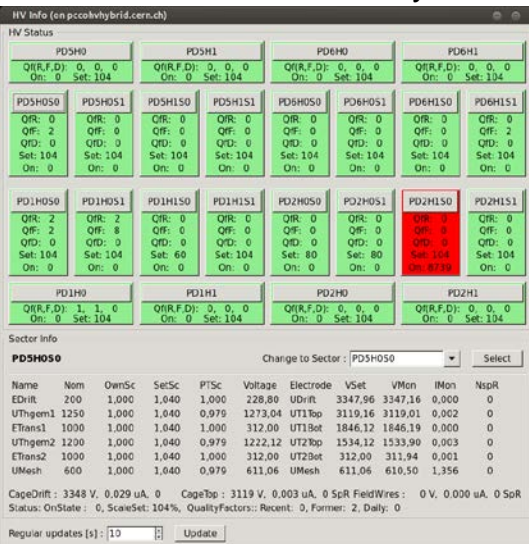 HV Info (on pccohvhybrid.cern.ch)
HV Status
PD5H0 PD5H1 PD6H0 PD6H1
Qf(R,F,D): 0, 0, 0 Qf(R,F,D): 0, 0, 0 Qf(R,F,D): 0, 0, 0 Qf(R,F,D): 0, 0, 0
On: 0 Set: 104 On: 0 Set: 104 On: 0 Set: 104 On: 0 Set: 104
PD5H0S0 PD5H0S1 PD5H1S0 PD5H1S1 PD6H0S0 PD6H0S1 PD6H1S0 PD6H1S1
QfR: 0 QfR: 0 QfR: 0 QfR: 0 QfR: 0 QfR: 0 QfR: 0 QfR: 0
QfF: 2 QfF: 0 QfF: 0 QfF: 0 QfF: 0 QfF: 0 QfF: 0 QfF: 2
QfD: 0 QfD: 0 QfD: 0 QfD: 0 QfD: 0 QfD: 0 QfD: 0 QfD: 0
Set: 104 Set: 104 Set: 104 Set: 104 Set: 104 Set: 104 Set: 104 Set: 104
On: 0 On: 0 On: 0 On: 0 On: 0 On: 0 On: 0 On: 0
PD1H0S0 PD1H0S1 PD1H1S0 PD1H1S1 PD2H0S0 PD2H0S1 PD2H1S0 PD2H1S1
QfR: 2 QfR: 2 QfR: 0 QfR: 0 QfR: 0 QfR: 0 QfR: 0 QfR: 0
QfF: 2 QfF: 8 QfF: 0 QfF: 0 QfF: 0 QfF: 0 QfF: 0 QfF: 0
QfD: 0 QfD: 0 QfD: 0 QfD: 0 QfD: 0 QfD: 0 QfD: 0 QfD: 0
Set: 104 Set: 104 Set: 60 Set: 104 Set: 80 Set: 80 Set: 104 Set: 104
On: 0 On: 0 On: 0 On: 0 On: 0 On: 0 On: 8739 On: 0
PD1H0 PD1H1 PD2H0 PD2H1
Qf(R,F,D): 1, 1, 0 Qf(R,F,D): 0, 0, 0 Qf(R,F,D): 0, 0, 0 Qf(R,F,D): 0, 0, 0
On: 0 Set: 104 On: 0 Set: 104 On: 0 Set: 104 On: 0 Set: 104
Sector Info
PD5H0S0 Change to Sector : PD5H0S0 Select
Name Nom OwnSc SetSc PTSc Voltage Electrode VSet VMon IMon NspR
EDrift 200 1,000 1,040 1,000 228,80 UDrift 3347,96 3347,16 0,000 0
UThgem1 1250 1,000 1,040 0,979 1273,04 UT1Top 3119,16 3119,01 0,002 0
ETrans1 1000 1,000 1,040 1,000 312,00 UT1Bot 1846,12 1846,19 0,000 0
UThgem2 1200 1,000 1,040 0,979 1222,12 UT2Top 1534,12 1533,90 0,003 0
ETrans2 1000 1,000 1,040 1,000 312,00 UT2Bot 312,00 311,94 0,001 0
UMesh 600 1,000 1,040 0,979 611,06 UMesh 611,06 610,50 1,356 0
CageDrift : 3348 V, 0.029 uA, 0 CageTop : 3119 V, 0,003 uA, 0 SpR FieldWires : 0 V, 0,000 uA, 0 SpR
Status: OnState : 0, ScaleSet: 104%, QualityFactors:: Recent: 0, Former: 2, Daily: 0
Regular updates [s] : 10 Update